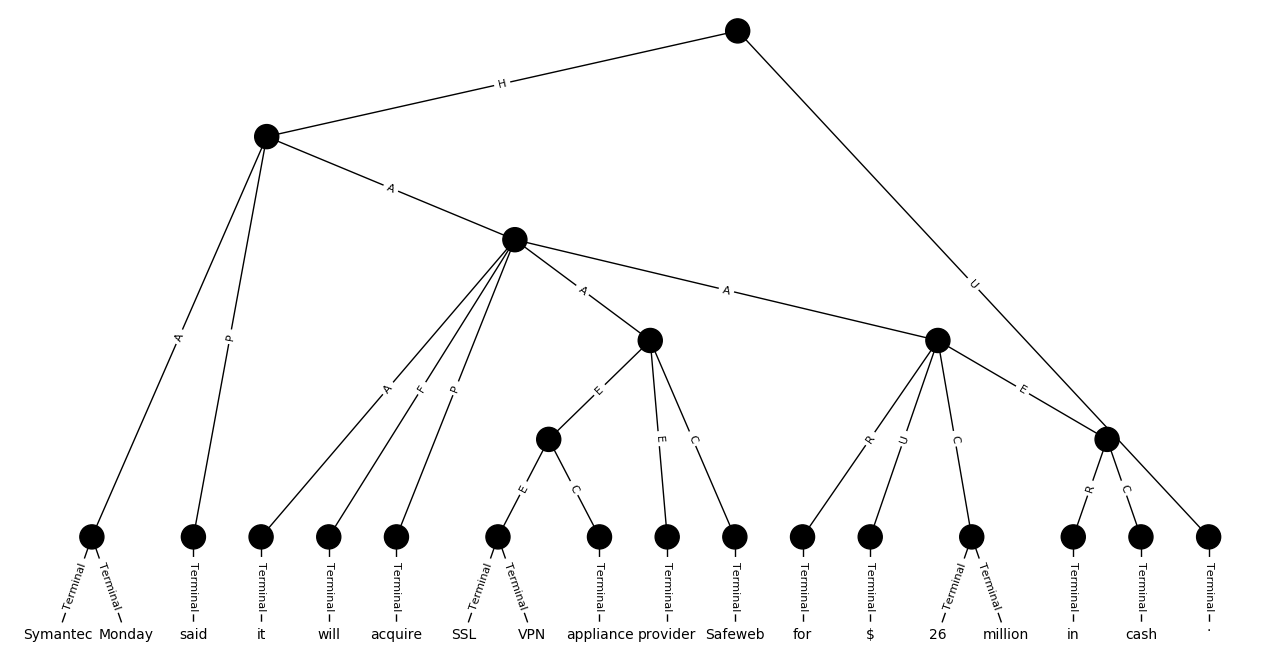 H
A
A
U
A
A
A
P
A
F
P
E
E
E
C
R
U
C
E
C
R
C
Terminal Terminal Terminal Terminal Terminal Terminal Terminal Terminal Terminal Terminal Terminal Terminal Terminal Terminal Terminal Terminal Terminal Terminal
Symantec Monday said it will acquire SSL VPN appliance provider Safeweb for $ 26 million in cash .